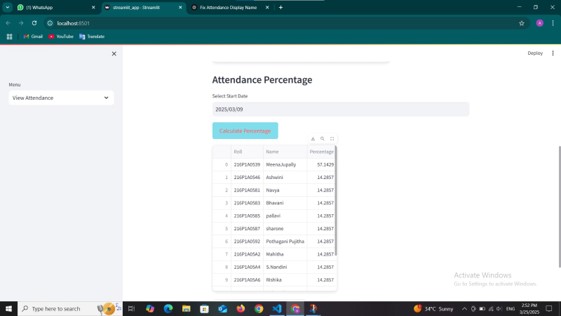 (1) WhatsApp
streamlit_app · Streamlit
Fix Attendance Display Name
localhost:8501
Gmail
YouTube
Translate
Deploy
Menu
View Attendance
Attendance Percentage
Select Start Date
2025/03/09
Calculate Percentage
Roll Name Percentage
0 216P1A0539 MeenaJupally 57.1429
1 216P1A0546 Ashwini 14.2857
2 216P1A0581 Navya 14.2857
3 216P1A0583 Bhavani 14.2857
4 216P1A0585 pallavi 14.2857
5 216P1A0587 sharone 14.2857
6 216P1A0592 Pothugani Pujitha 14.2857
7 216P1A05A2 Mahitha 14.2857
8 216P1A05A4 S.Nandini 14.2857
9 216P1A05A6 Rishika 14.2857
Activate Windows
Go to Settings to activate Windows.
Type here to search
34°C Sunny
ENG
2:52 PM
3/25/2025